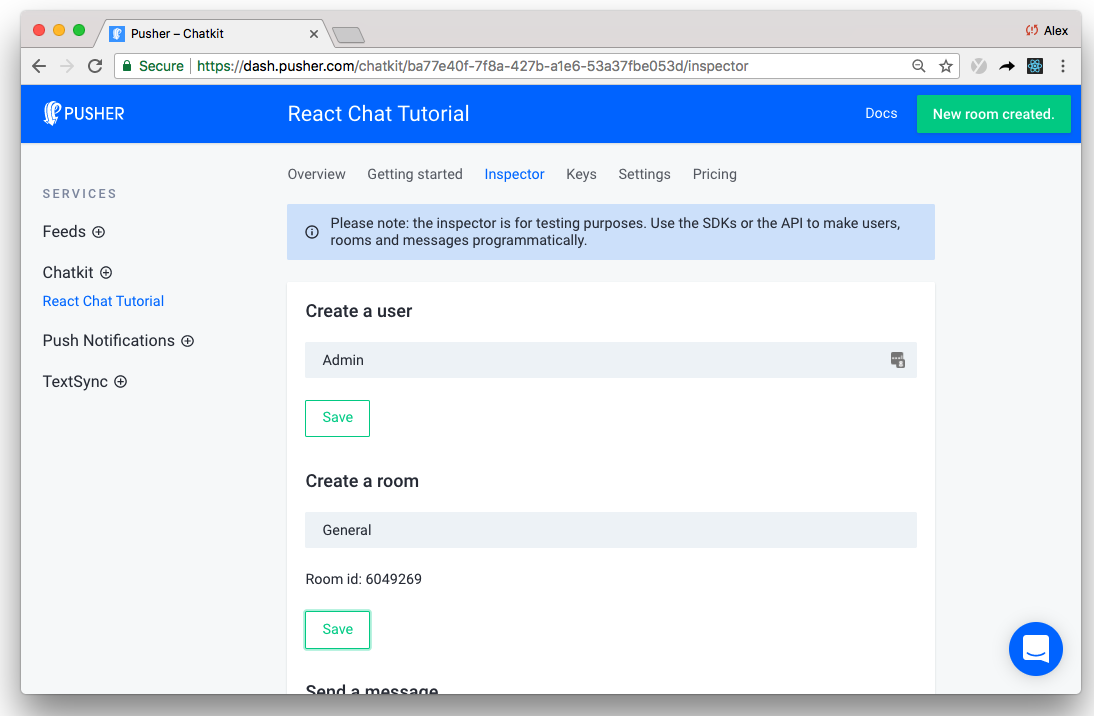 Pusher – Chatkit
Alex
Secure
https://dash.pusher.com/chatkit/ba77e40f-7f8a-427b-a1e6-53a37fbe053d/inspector
PUSHER
React Chat Tutorial
Docs
New room created.
SERVICES
Feeds
Chatkit
React Chat Tutorial
Push Notifications
TextSync
Overview Getting started Inspector Keys Settings Pricing
Please note: the inspector is for testing purposes. Use the SDKs or the API to make users,
rooms and messages programmatically.
Create a user
Admin
Save
Create a room
General
Room id: 6049269
Save
Send a message